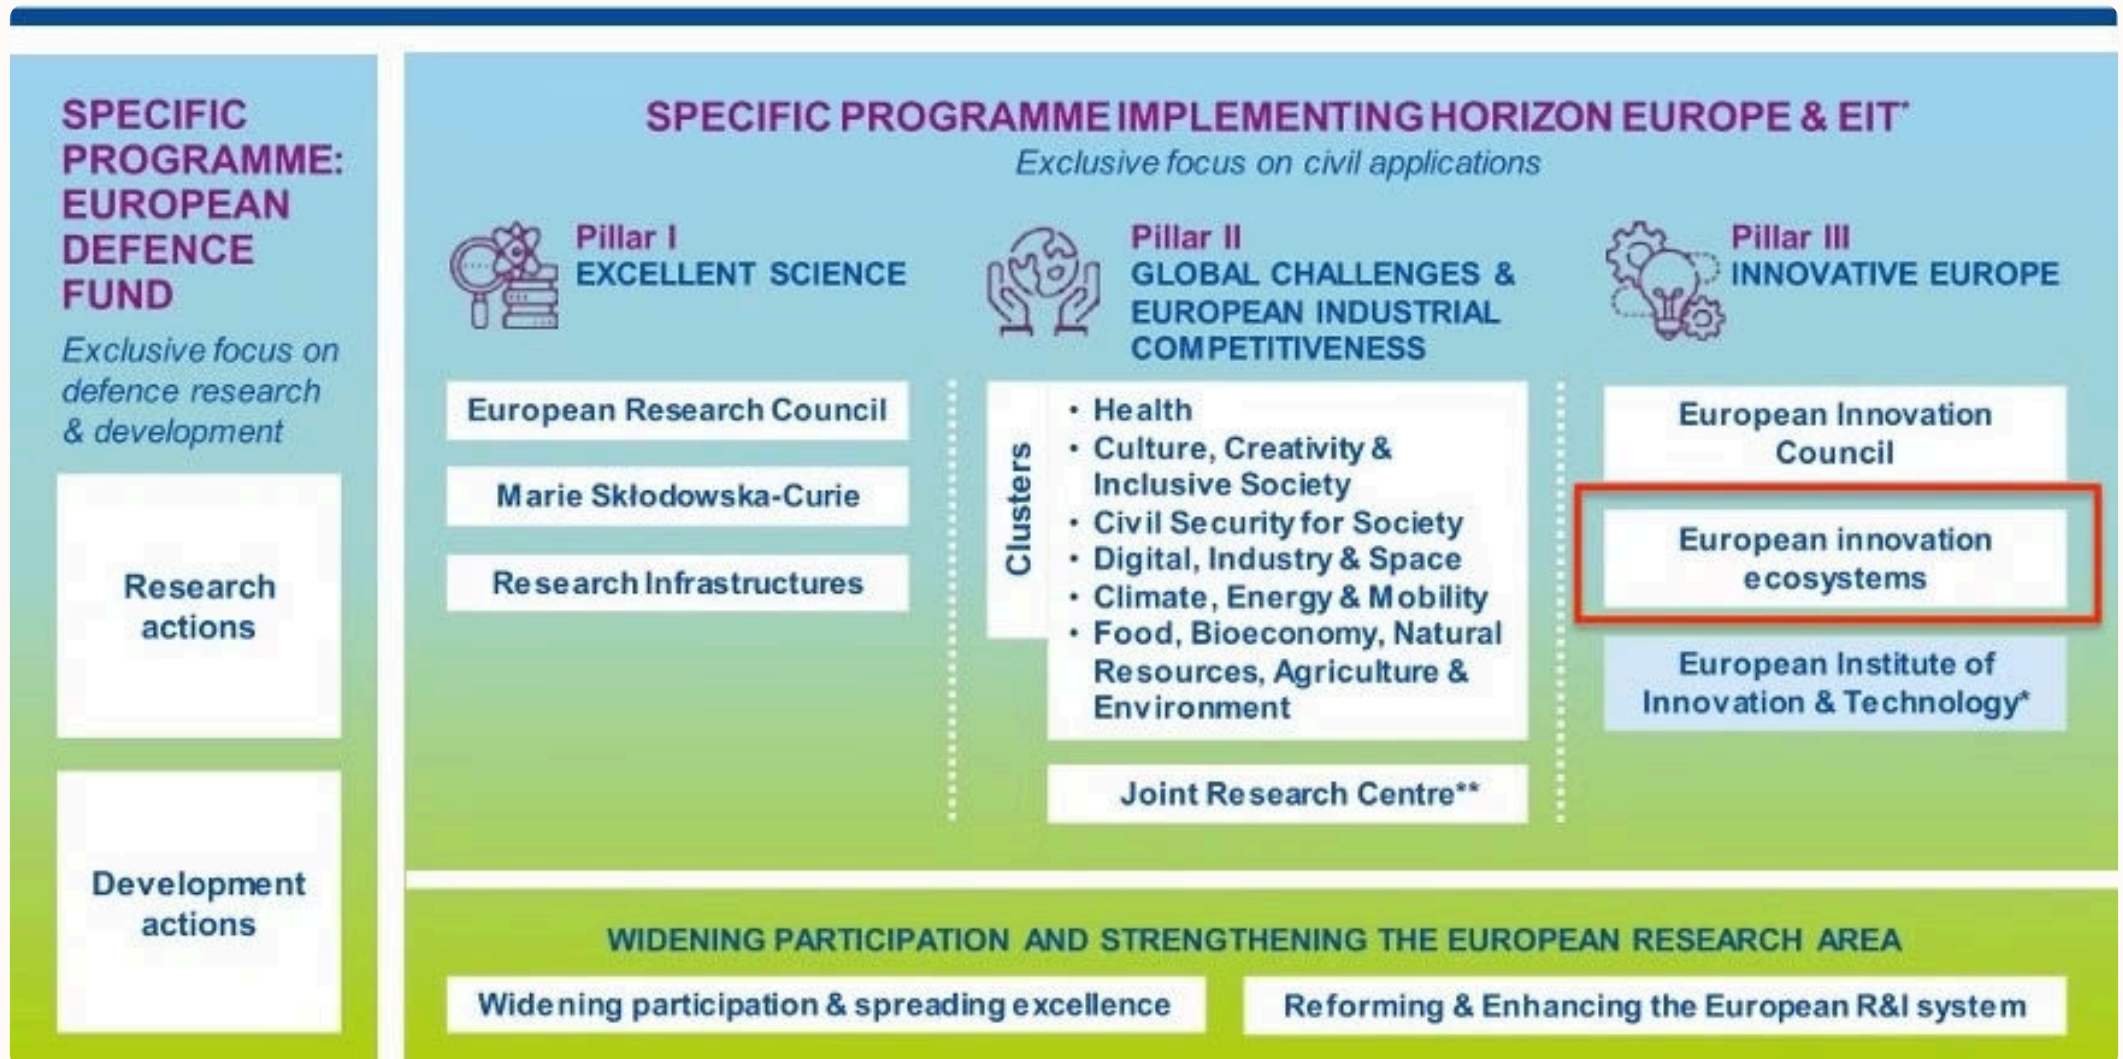 SPECIFIC
PROGRAMME:
EUROPEAN
DEFENCE
FUND
Exclusive focus on
defence research
& development
Research
actions
Development
actions
SPECIFIC PROGRAMME IMPLEMENTING HORIZON EUROPE & EIT*
Exclusive focus on civil applications
Pillar I
EXCELLENT SCIENCE
European Research Council
Marie Skłodowska-Curie
Research Infrastructures
Pillar II
GLOBAL CHALLENGES &
EUROPEAN INDUSTRIAL
COMPETITIVENESS
Clusters
• Health
• Culture, Creativity &
Inclusive Society
• Civil Security for Society
• Digital, Industry & Space
• Climate, Energy & Mobility
• Food, Bioeconomy, Natural
Resources, Agriculture &
Environment
Joint Research Centre**
Pillar III
INNOVATIVE EUROPE
European Innovation
Council
European innovation
ecosystems
European Institute of
Innovation & Technology*
WIDENING PARTICIPATION AND STRENGTHENING THE EUROPEAN RESEARCH AREA
Widening participation & spreading excellence
Reforming & Enhancing the European R&I system